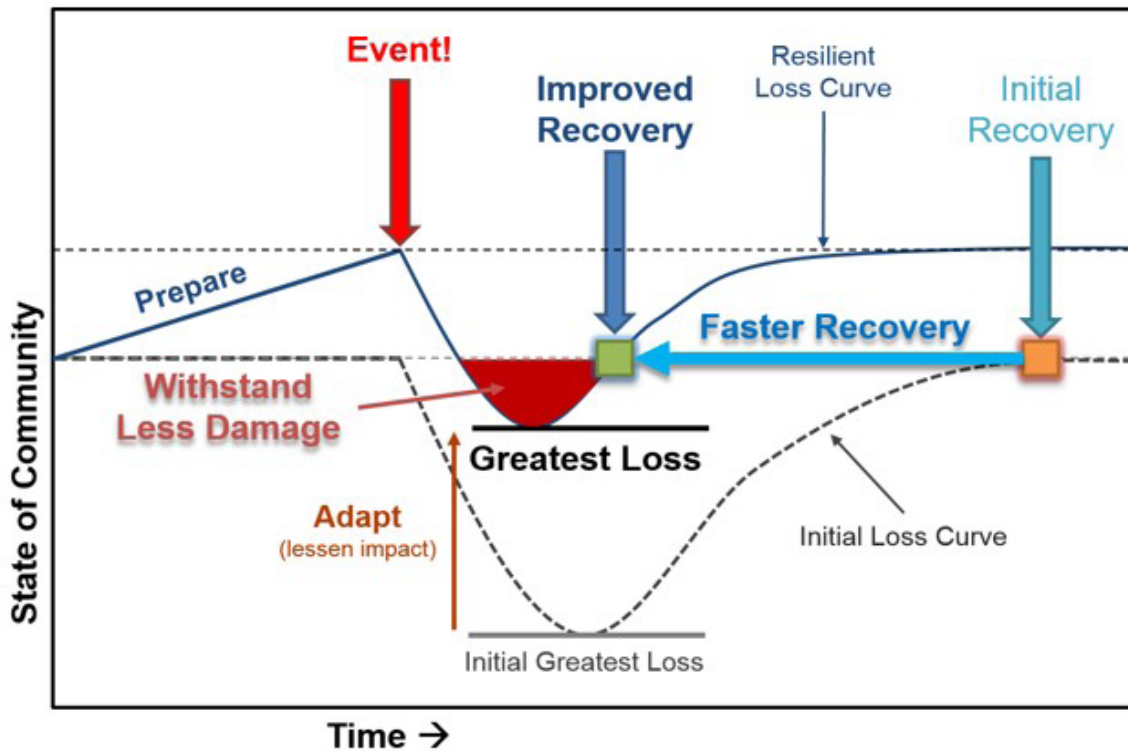 Event!
Improved
Recovery
Resilient
Loss Curve
Initial
Recovery
Prepare
Faster Recovery
Withstand
Less Damage
Greatest Loss
Adapt
(lessen impact)
Initial Loss Curve
Initial Greatest Loss
State of Community
Time →